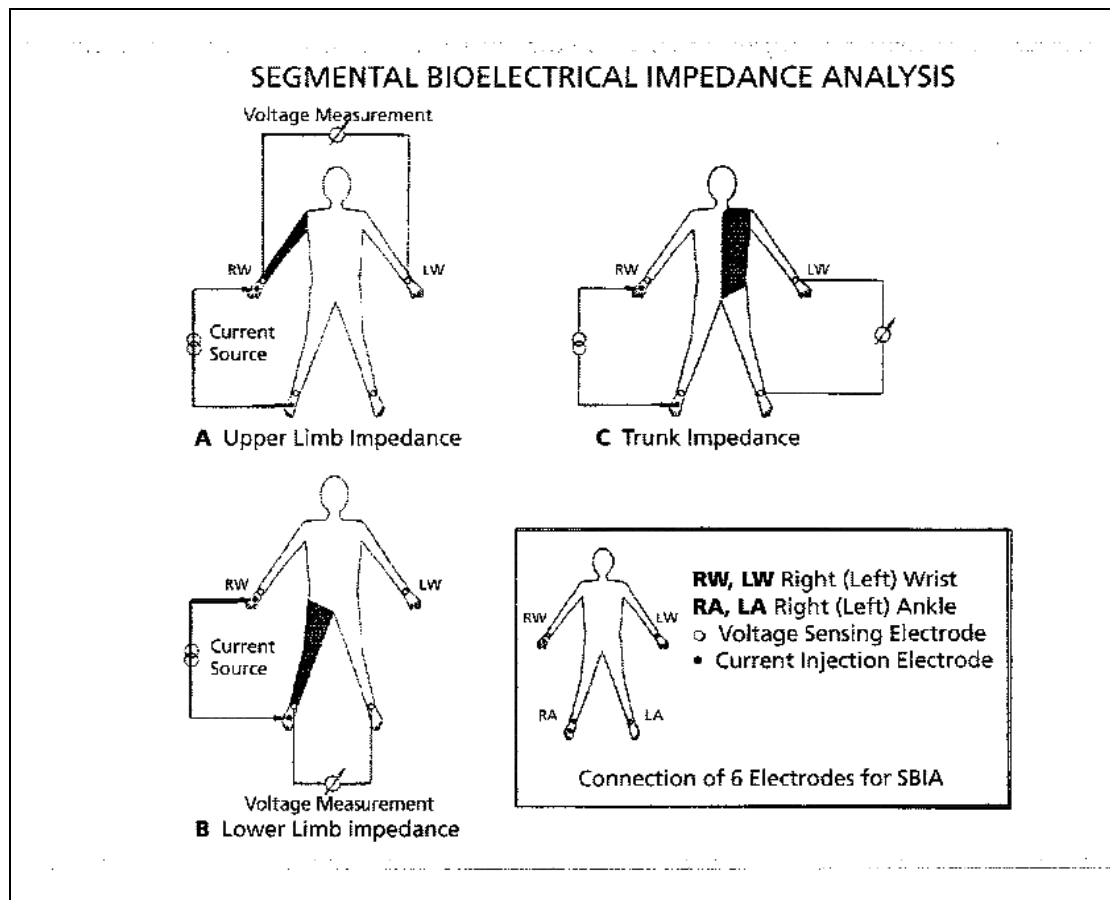 SEGMENTAL BIOELECTRICAL IMPEDANCE ANALYSIS
Voltage Measurement
RW
LW
Current
Source
A Upper Limb Impedance
RW
LW
C Trunk Impedance
RW
LW
Current
Source
Voltage Measurement
B Lower Limb impedance
RW
LW
RA
LA
RW, LW Right (Left) Wrist
RA, LA Right (Left) Ankle
Voltage Sensing Electrode
Current Injection Electrode
Connection of 6 Electrodes for SBIA